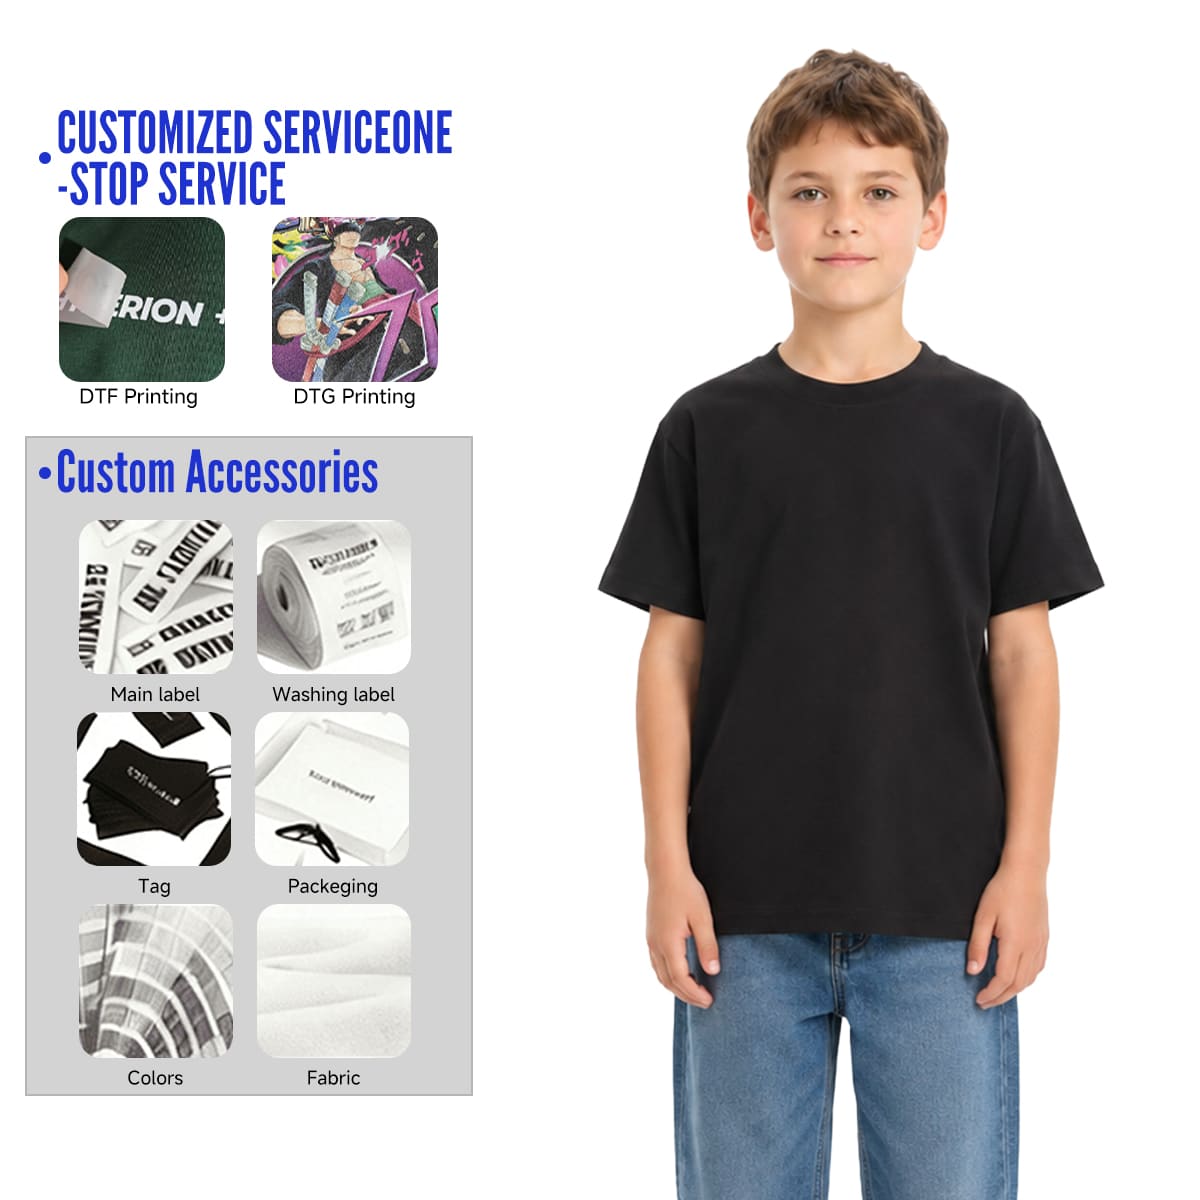 CUSTOMIZED SERVICEONE
-STOP SERVICE
ERION +
DTF Printing
DTG Printing
Custom Accessories
Main label
Washing label
Tag
Packeging
Colors
Fabric